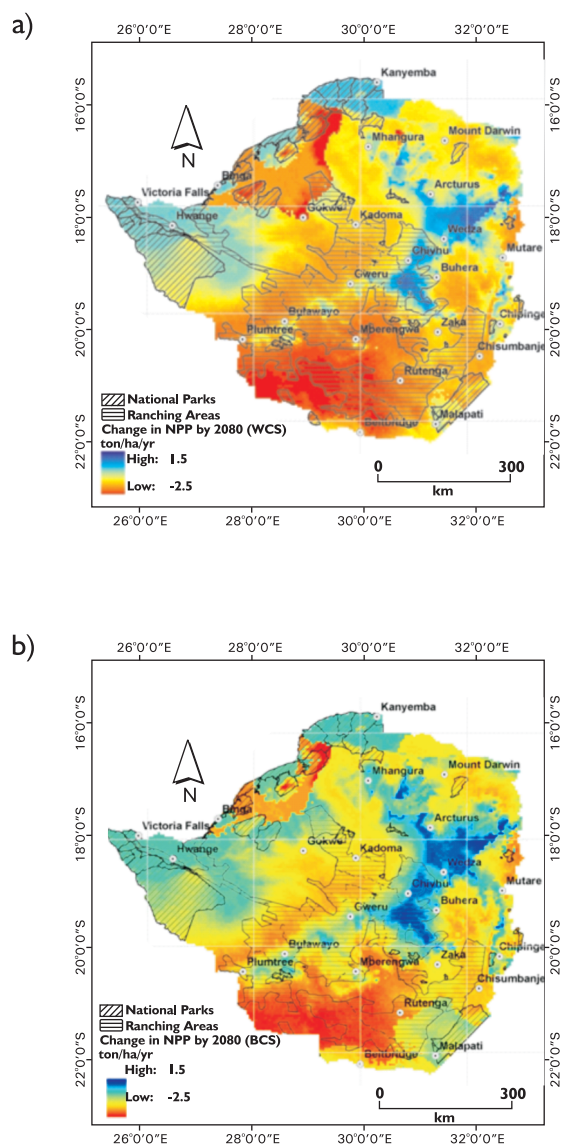 a)
26°0'0"E 28°0'0"E 30°0'0"E 32°0'0"E
16°0'0"S 16°0'0"S
18°0'0"S 18°0'0"S
20°0'0"S 20°0'0"S
22°0'0"S 22°0'0"S
N
Kanyemba
Mhangura
Mount Darwin
Binga
Arcturus
Victoria Falls
Hwange
Gokwe
Kadoma
Wedza
Chivhu
Mutare
Gweru
Buhera
Bulawayo
Chipinge
Plumtree
Mberengwa
Zaka
Chisumbanje
Rutenga
Malapati
Beitbridge
National Parks
Ranching Areas
Change in NPP by 2080 (WCS)
ton/ha/yr
High: 1.5
Low: -2.5
0 300
km
26°0'0"E 28°0'0"E 30°0'0"E 32°0'0"E
b)
26°0'0"E 28°0'0"E 30°0'0"E 32°0'0"E
16°0'0"S 16°0'0"S
18°0'0"S 18°0'0"S
20°0'0"S 20°0'0"S
22°0'0"S 22°0'0"S
N
Kanyemba
Mhangura
Mount Darwin
Binga
Arcturus
Victoria Falls
Hwange
Gokwe
Kadoma
Wedza
Chivhu
Mutare
Gweru
Buhera
Bulawayo
Chipinge
Plumtree
Mberengwa
Zaka
Chisumbanje
Rutenga
Malapati
Beitbridge
National Parks
Ranching Areas
Change in NPP by 2080 (BCS)
ton/ha/yr
High: 1.5
Low: -2.5
0 300
km
26°0'0"E 28°0'0"E 30°0'0"E 32°0'0"E